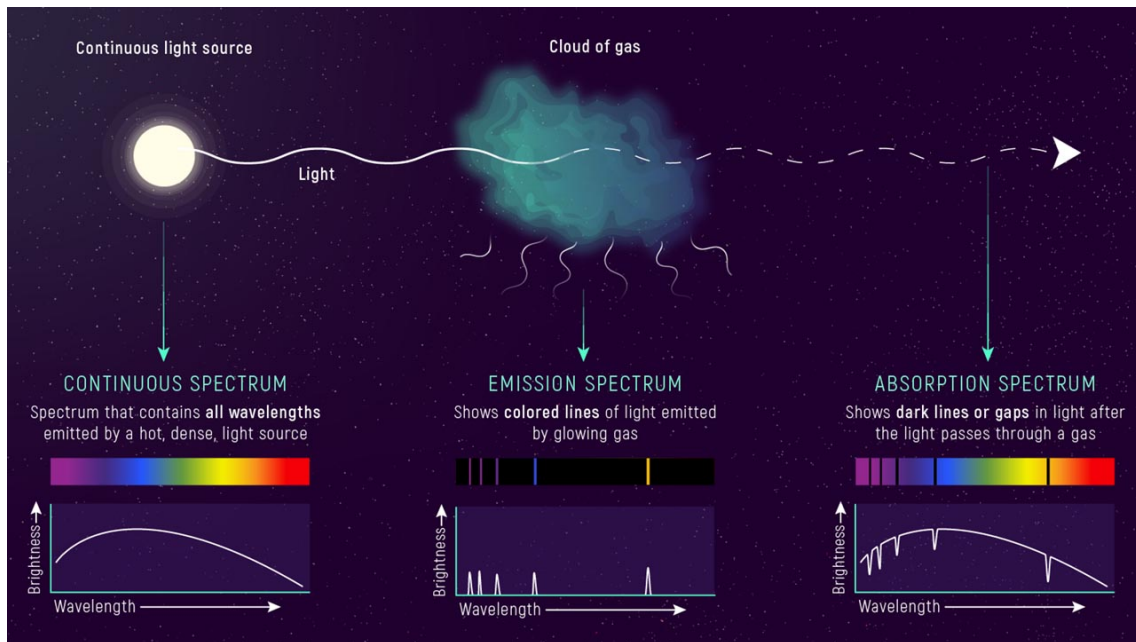 Continuous light source
Cloud of gas
Light
CONTINUOUS SPECTRUM
Spectrum that contains all wavelengths
emitted by a hot, dense, light source
Brightness
Wavelength
EMISSION SPECTRUM
Shows colored lines of light emitted
by glowing gas
Brightness
Wavelength
ABSORPTION SPECTRUM
Shows dark lines or gaps in light after
the light passes through a gas
Brightness
Wavelength